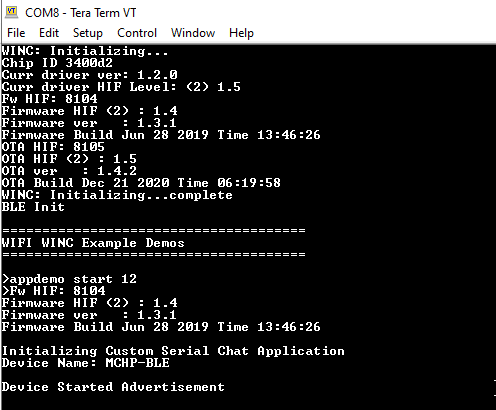 COM8 - Tera Term VT
File Edit Setup Control Window Help
WINC: Initializing...
Chip ID 3400d2
Curr driver ver: 1.2.0
Curr driver HIF Level: (2) 1.5
Fw HIF: 8104
Firmware HIF (2) : 1.4
Firmware ver   : 1.3.1
Firmware Build Jun 28 2019 Time 13:46:26
OTA HIF: 8105
OTA HIF (2) : 1.5
OTA ver   : 1.4.2
OTA Build Dec 21 2020 Time 06:19:58
WINC: Initializing...complete
BLE Init
======================================
WIFI WINC Example Demos
======================================
>appdemo start 12
>Fw HIF: 8104
Firmware HIF (2) : 1.4
Firmware ver   : 1.3.1
Firmware Build Jun 28 2019 Time 13:46:26
Initializing Custom Serial Chat Application
Device Name: MCHP-BLE
Device Started Advertisement